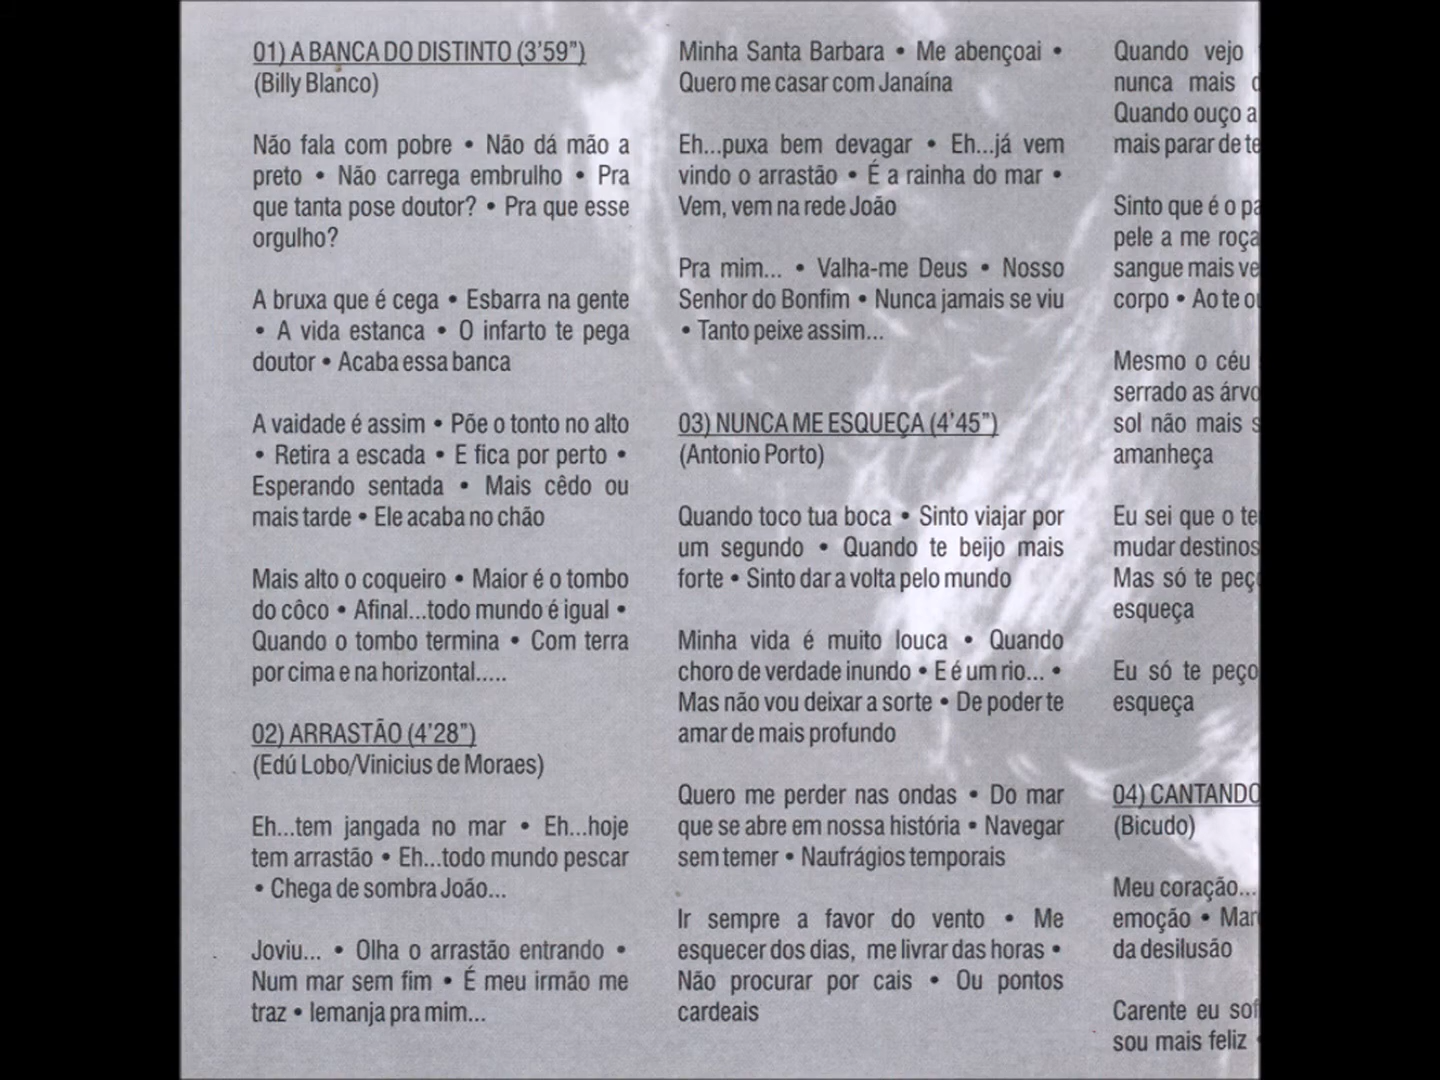 01) A BANCA DO DISTINTO (3'59")
(Billy Blanco)
Não fala com pobre • Não dá mão a
preto • Não carrega embrulho • Pra
que tanta pose doutor? • Pra que esse
orgulho?
A bruxa que é cega • Esbarra na gente
• A vida estanca • O infarto te pega
doutor • Acaba essa banca
A vaidade é assim • Põe o tonto no alto
• Retira a escada • E fica por perto •
Esperando sentada • Mais cêdo ou
mais tarde • Ele acaba no chão
Mais alto o coqueiro • Maior é o tombo
do côco • Afinal...todo mundo é igual •
Quando o tombo termina • Com terra
por cima e na horizontal.....
02) ARRASTÃO (4'28")
(Edú Lobo/Vinicius de Moraes)
Eh...tem jangada no mar • Eh...hoje
tem arrastão • Eh...todo mundo pescar
• Chega de sombra João...
Joviu... • Olha o arrastão entrando •
Num mar sem fim • É meu irmão me
traz • Iemanja pra mim...
Minha Santa Barbara • Me abençoai •
Quero me casar com Janaína
Eh...puxa bem devagar • Eh...já vem
vindo o arrastão • É a rainha do mar •
Vem, vem na rede João
Pra mim... • Valha-me Deus • Nosso
Senhor do Bonfim • Nunca jamais se viu
• Tanto peixe assim...
03) NUNCA ME ESQUEÇA (4'45")
(Antonio Porto)
Quando toco tua boca • Sinto viajar por
um segundo • Quando te beijo mais
forte • Sinto dar a volta pelo mundo
Minha vida é muito louca • Quando
choro de verdade inundo • E é um rio... •
Mas não vou deixar a sorte • De poder te
amar de mais profundo
Quero me perder nas ondas • Do mar
que se abre em nossa história • Navegar
sem temer • Naufrágios temporais
Ir sempre a favor do vento • Me
esquecer dos dias, me livrar das horas •
Não procurar por cais • Ou pontos
cardeais
Quando vejo
nunca mais
Quando ouço a
mais parar de
Sinto que é o
pele a me
sangue mais
corpo • Ao te
Mesmo o céu
serrado as
sol não mais
amanheça
Eu sei que o
mudar destinos
Mas só te
esqueça
Eu só te peço
esqueça
04) CANTANDO
(Bicudo)
Meu coração...
emoção •
da desilusão
Carente eu
sou mais feliz